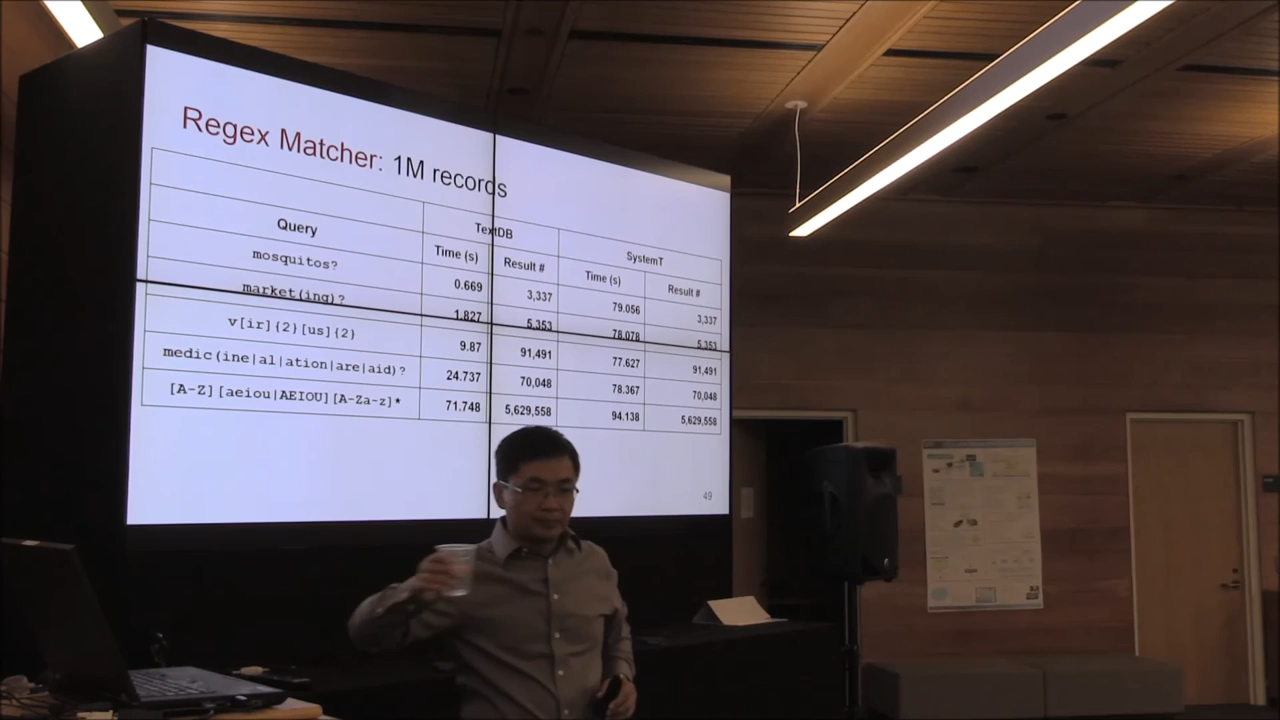 Regex Matcher: 1M records
Query TextDB SystemT
Time (s) Result # Time (s) Result #
mosquitos? 0.669 3,337 79.056 3,337
market(ing)? 1.827 5,353 78.078 5,353
v[ir]{2}[us]{2} 9.87 91,491 77.627 91,491
medic(ine|al|ation|are|aid)? 24.737 70,048 78.367 70,048
[A-Z][aeiou|AEIOU][A-Za-z]* 71.748 5,629,558 94.138 5,629,558
49